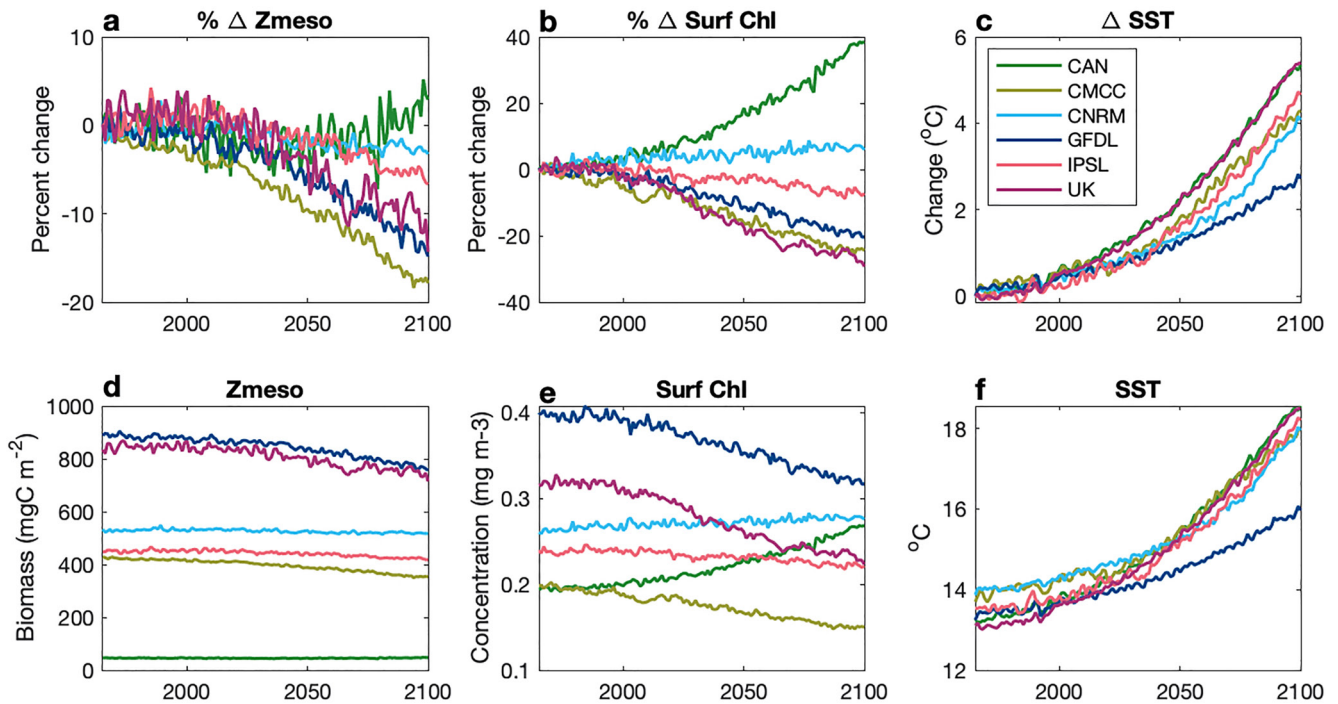 a % △ Zmeso
Percent change
10
0
-10
-20
2000 2050 2100
b % △ Surf Chl
Percent change
40
20
0
-20
-40
2000 2050 2100
c △ SST
Change (°C)
6
4
2
0
CAN
CMCC
CNRM
GFDL
IPSL
UK
2000 2050 2100
d Zmeso
Biomass (mgC m⁻²)
1000
800
600
400
200
0
2000 2050 2100
e Surf Chl
Concentration (mg m-3)
0.4
0.3
0.2
0.1
2000 2050 2100
f SST
°C
18
16
14
12
2000 2050 2100